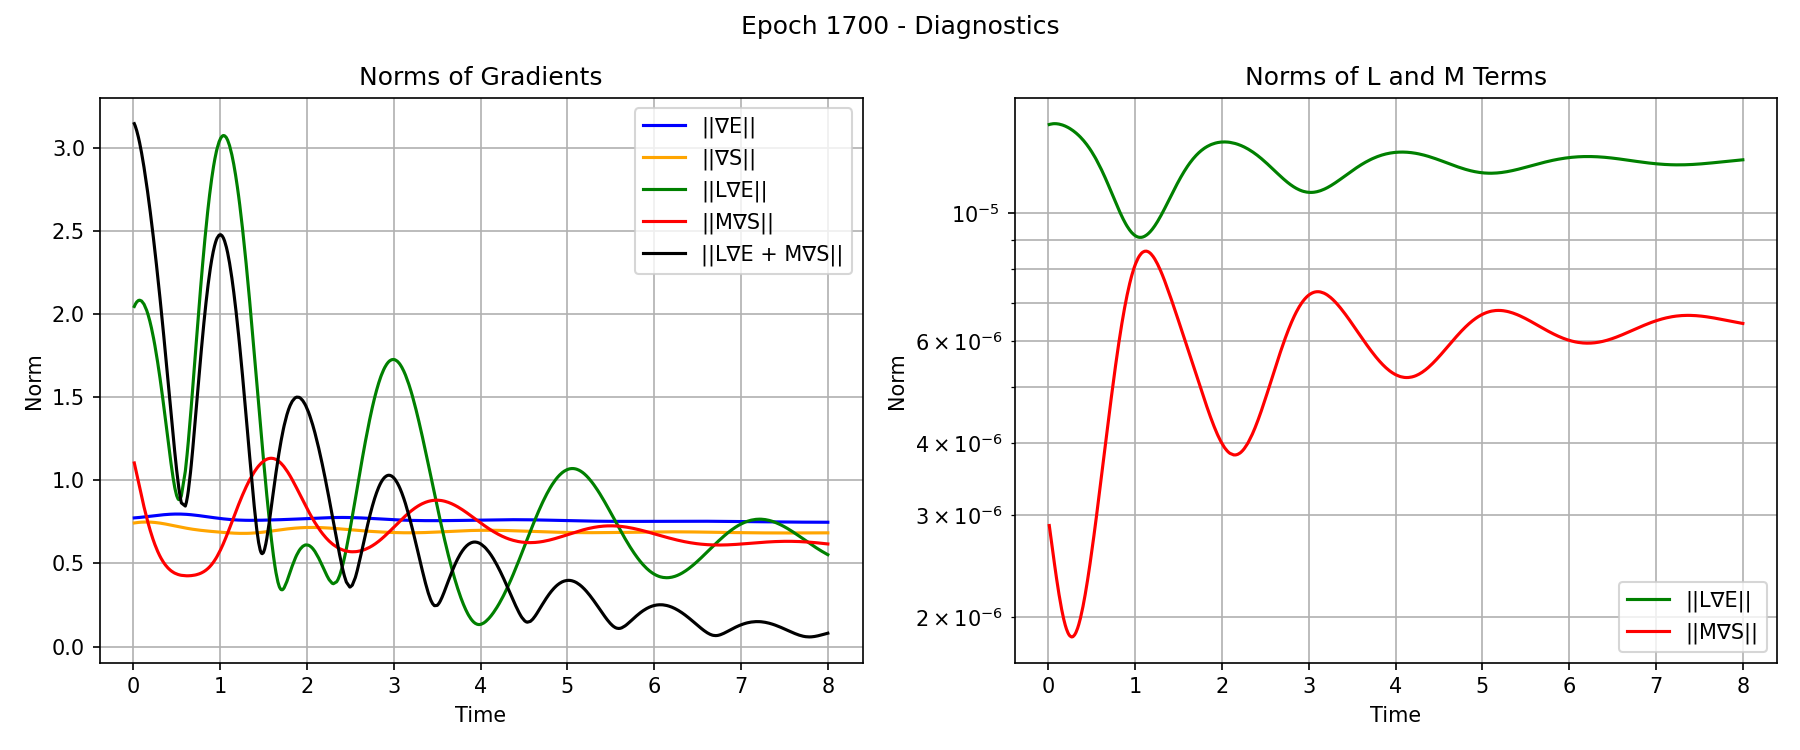 Epoch 1700 - Diagnostics
Norms of Gradients
Norm
3.0
2.5
2.0
1.5
1.0
0.5
0.0
||∇E||
||∇S||
||L∇E||
||M∇S||
||L∇E + M∇S||
0 1 2 3 4 5 6 7 8
Time
Norms of L and M Terms
Norm
10⁻⁵
6 × 10⁻⁶
4 × 10⁻⁶
3 × 10⁻⁶
2 × 10⁻⁶
||L∇E||
||M∇S||
0 1 2 3 4 5 6 7 8
Time